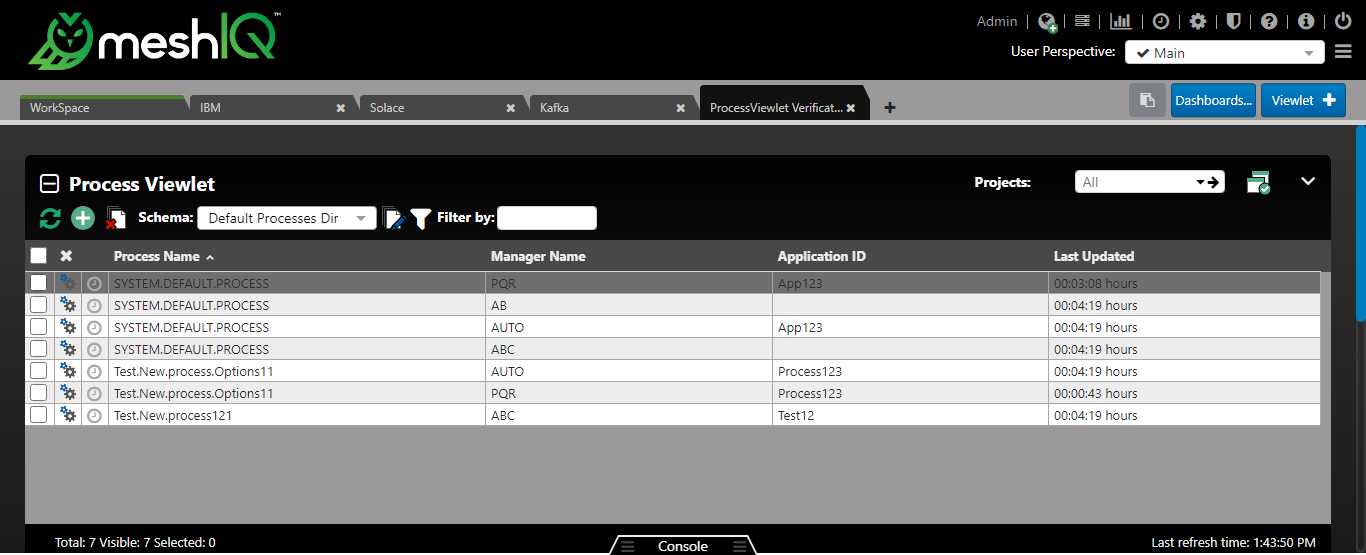 meshIQ™
Admin
User Perspective: Main
WorkSpace IBM Solace Kafka ProcessViewlet Verificat... Dashboards... Viewlet
Process Viewlet Projects: All
Schema: Default Processes Dir Filter by:
Process Name Manager Name Application ID Last Updated
SYSTEM.DEFAULT.PROCESS PQR App123 00:03:08 hours
SYSTEM.DEFAULT.PROCESS AB 00:04:19 hours
SYSTEM.DEFAULT.PROCESS AUTO App123 00:04:19 hours
SYSTEM.DEFAULT.PROCESS ABC 00:04:19 hours
Test.New.process.Options11 AUTO Process123 00:04:19 hours
Test.New.process.Options11 PQR Process123 00:00:43 hours
Test.New.process121 ABC Test12 00:04:19 hours
Total: 7 Visible: 7 Selected: 0 Console Last refresh time: 1:43:50 PM